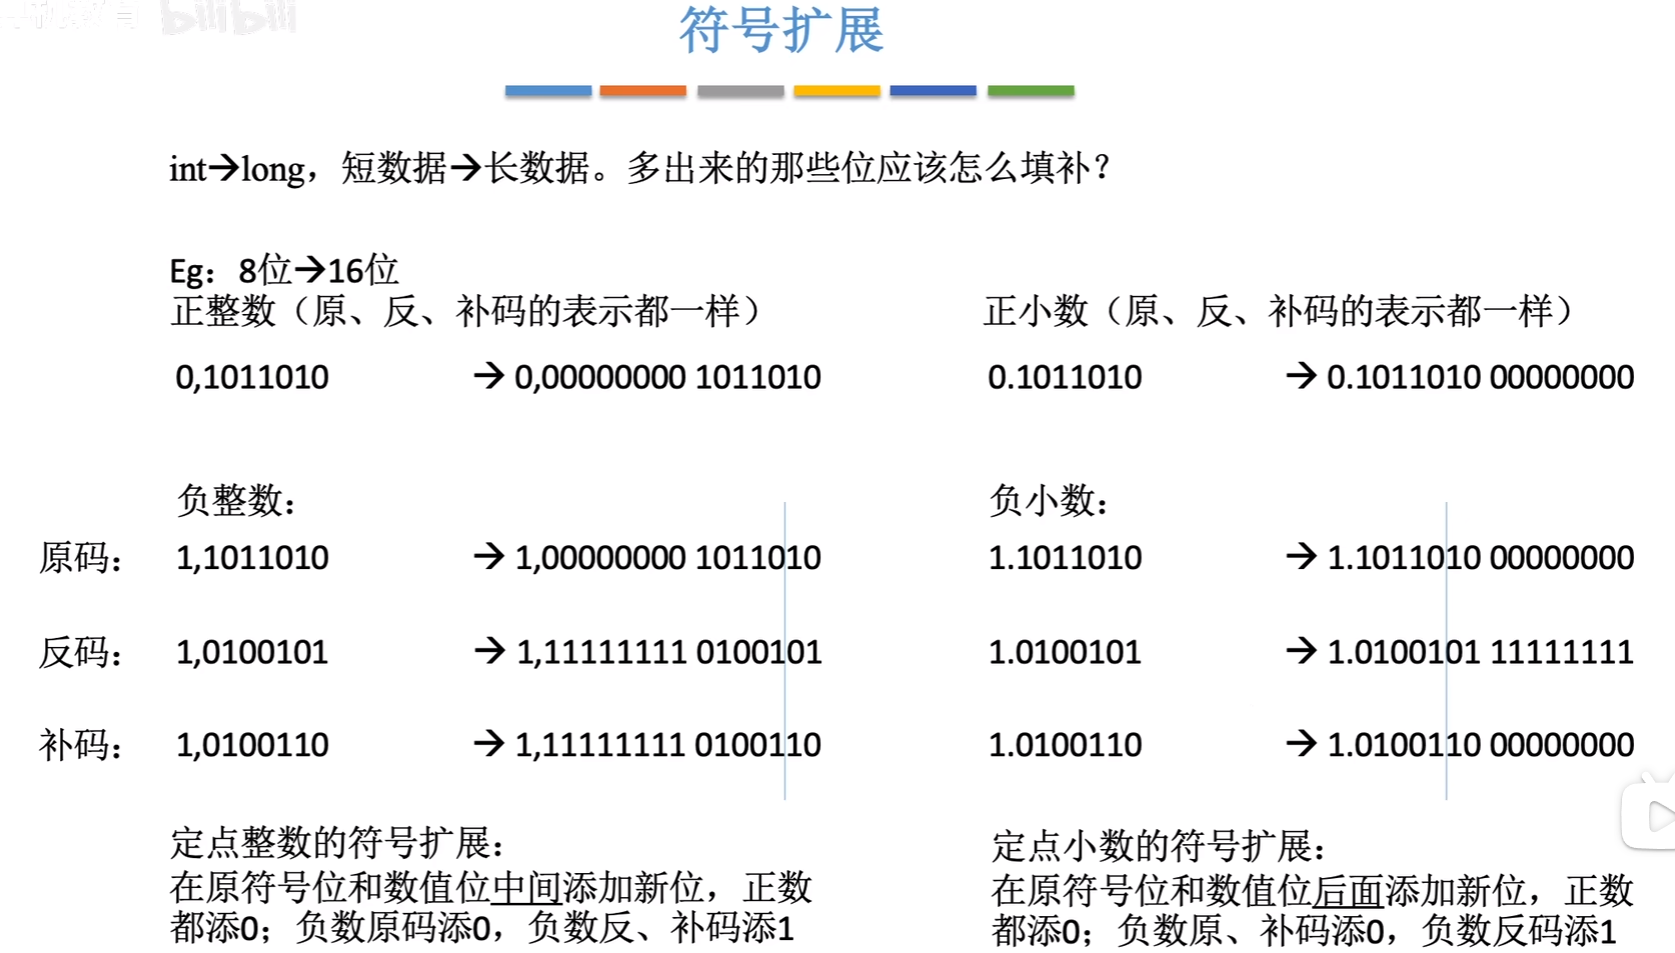 bilibili
符号扩展
int→long，短数据→长数据。多出来的那些位应该怎么填补？
Eg：8位→16位
正整数（原、反、补码的表示都一样）
0,1011010 → 0,00000000 1011010
正小数（原、反、补码的表示都一样）
0.1011010 → 0.1011010 00000000
负整数：
原码： 1,1011010 → 1,00000000 1011010
反码： 1,0100101 → 1,11111111 0100101
补码： 1,0100110 → 1,11111111 0100110
负小数：
1.1011010 → 1.1011010 00000000
1.0100101 → 1.0100101 11111111
1.0100110 → 1.0100110 00000000
定点整数的符号扩展：
在原符号位和数值位中间添加新位，正数
都添0；负数原码添0，负数反、补码添1
定点小数的符号扩展：
在原符号位和数值位后面添加新位，正数
都添0；负数原、补码添0，负数反码添1